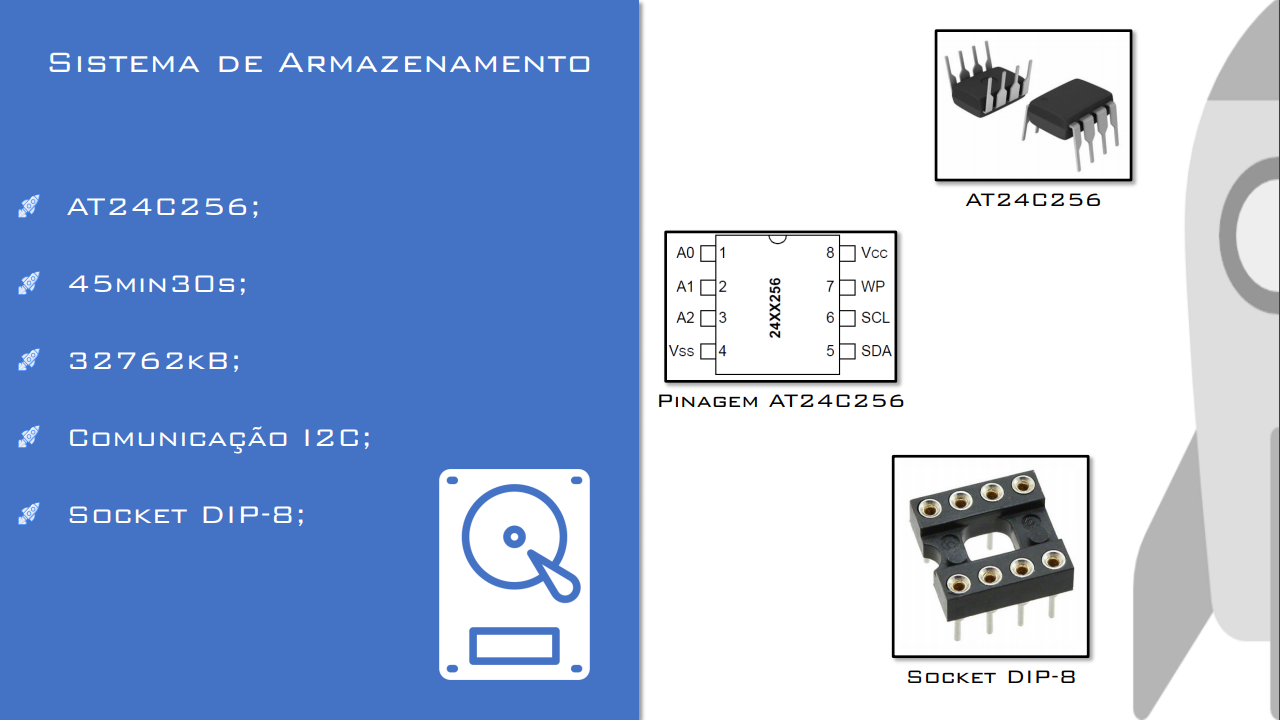 Sistema de Armazenamento
AT24C256;
45min30s;
32762kB;
Comunicação I2C;
Socket DIP-8;
AT24C256
A0 1 8 Vcc
A1 2 7 WP
A2 3 6 SCL
Vss 4 5 SDA
24XX256
Pinagem AT24C256
Socket DIP-8